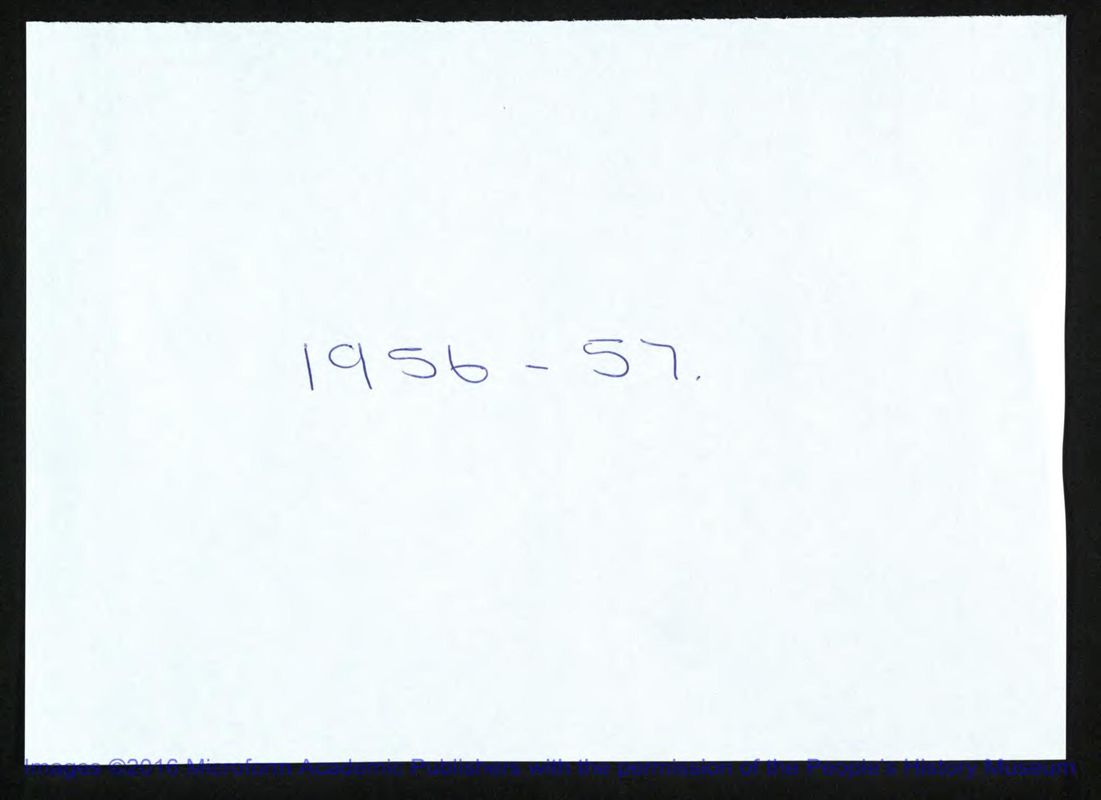 1956 - 57.
Images ©2016 Microform Academic Publishers with the permission of the People's History Museum